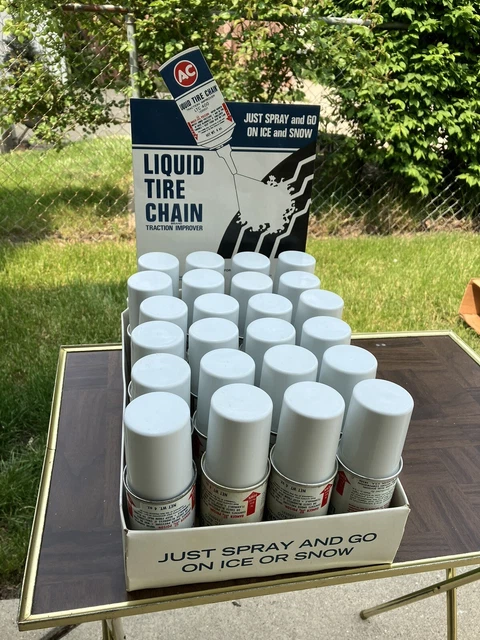 AC
LIQUID TIRE CHAIN
JUST SPRAY and GO
ON ICE and SNOW
LIQUID
TIRE
CHAIN
TRACTION IMPROVER
JUST SPRAY AND GO
ON ICE OR SNOW